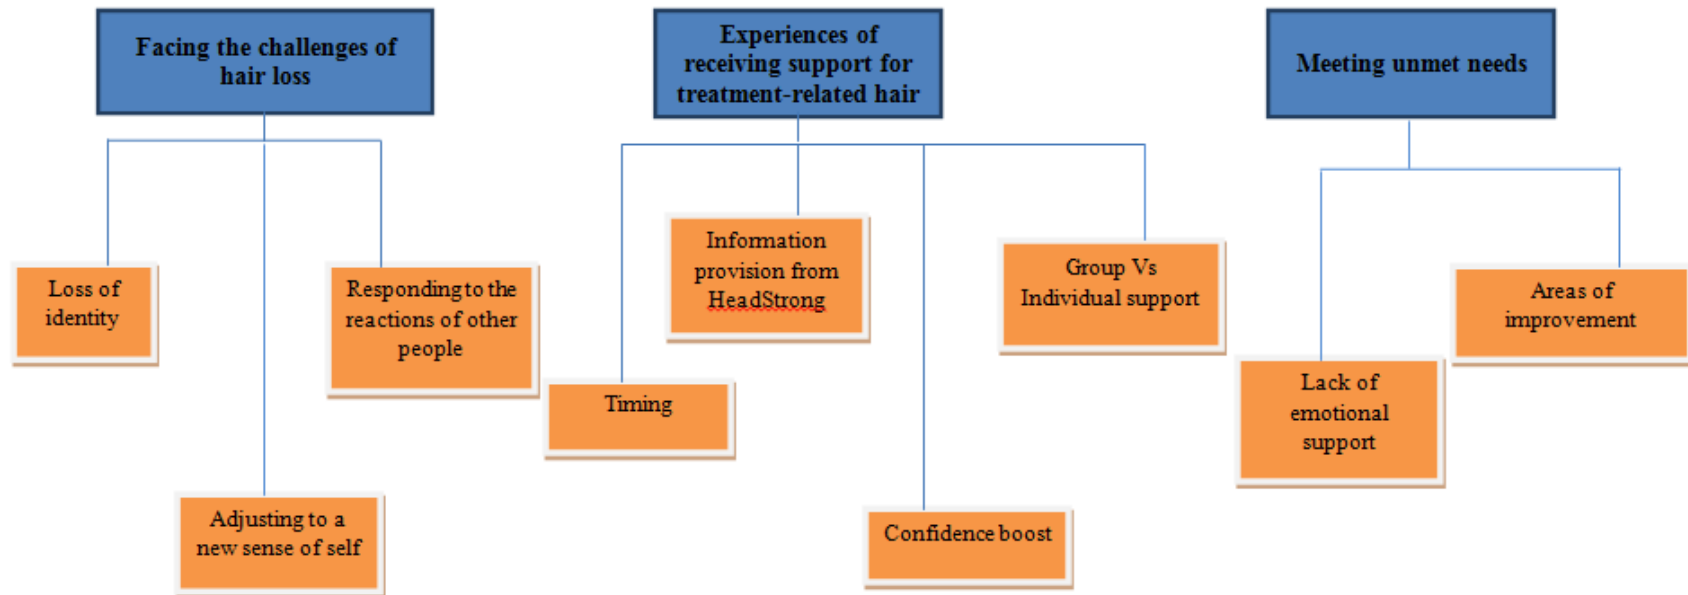 Facing the challenges of
hair loss
Experiences of
receiving support for
treatment-related hair
Meeting unmet needs
Loss of
identity
Adjusting to a
new sense of self
Responding to the
reactions of other
people
Timing
Information
provision from
HeadStrong
Confidence boost
Group Vs
Individual support
Lack of
emotional
support
Areas of
improvement